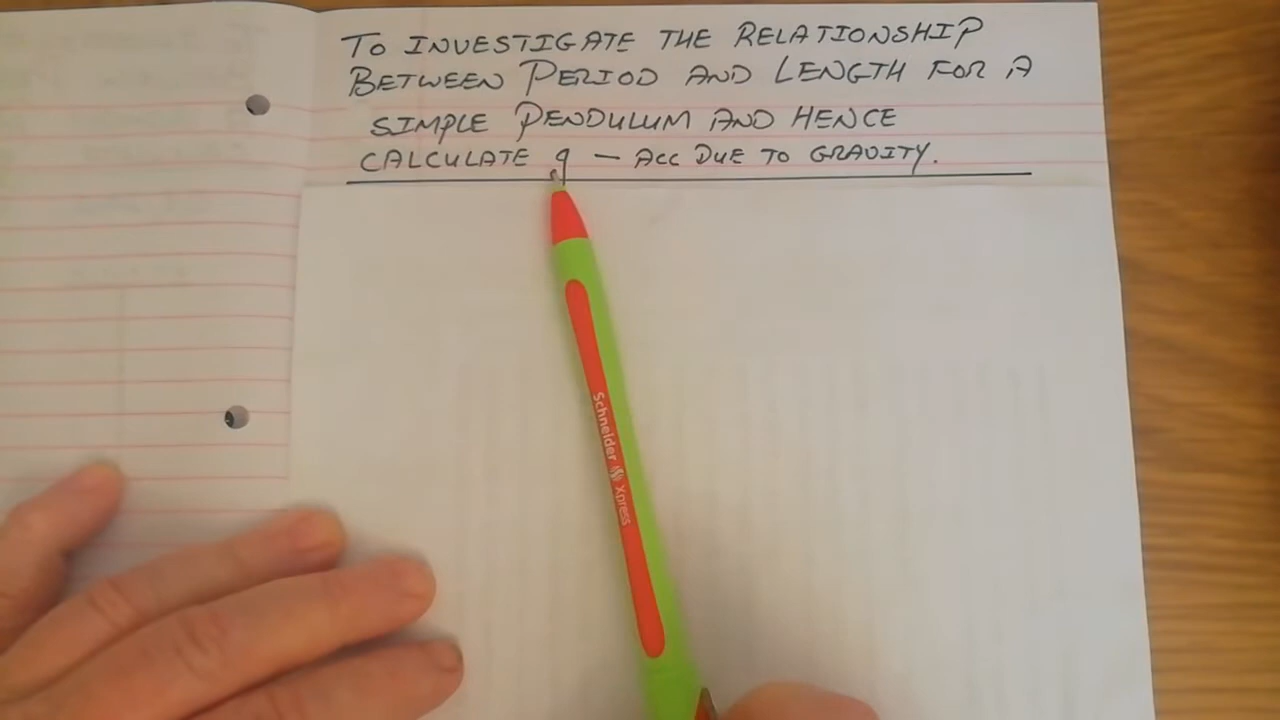 TO INVESTIGATE THE RELATIONSHIP
BETWEEN PERIOD AND LENGTH FOR A
SIMPLE PENDULUM AND HENCE
CALCULATE g — ACC DUE TO GRAVITY.
Schneider Xpress